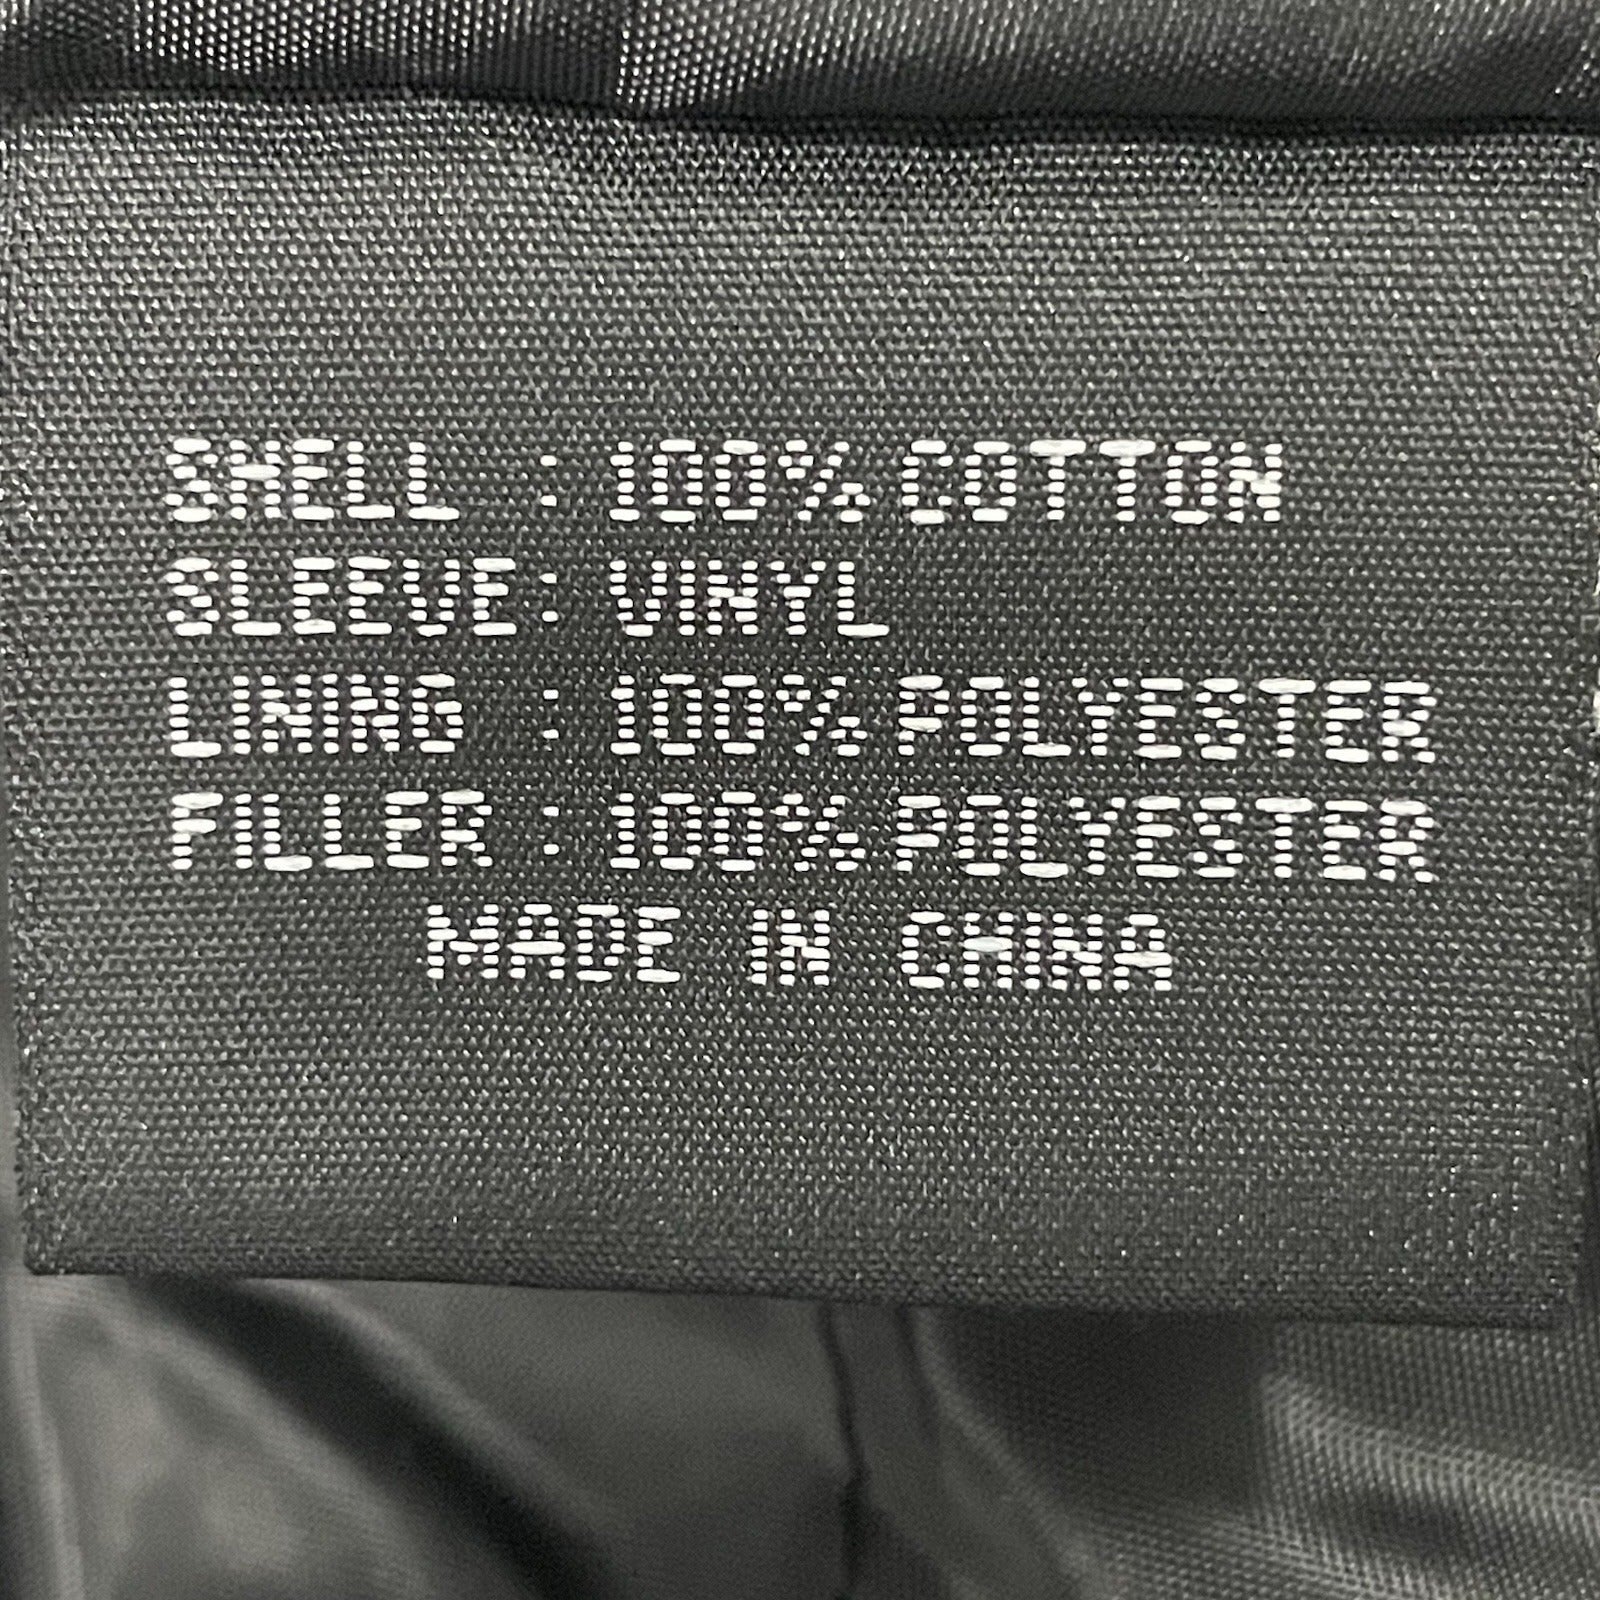 SHELL : 100% COTTON
SLEEVE: VINYL
LINING : 100% POLYESTER
FILLER : 100% POLYESTER
MADE IN CHINA